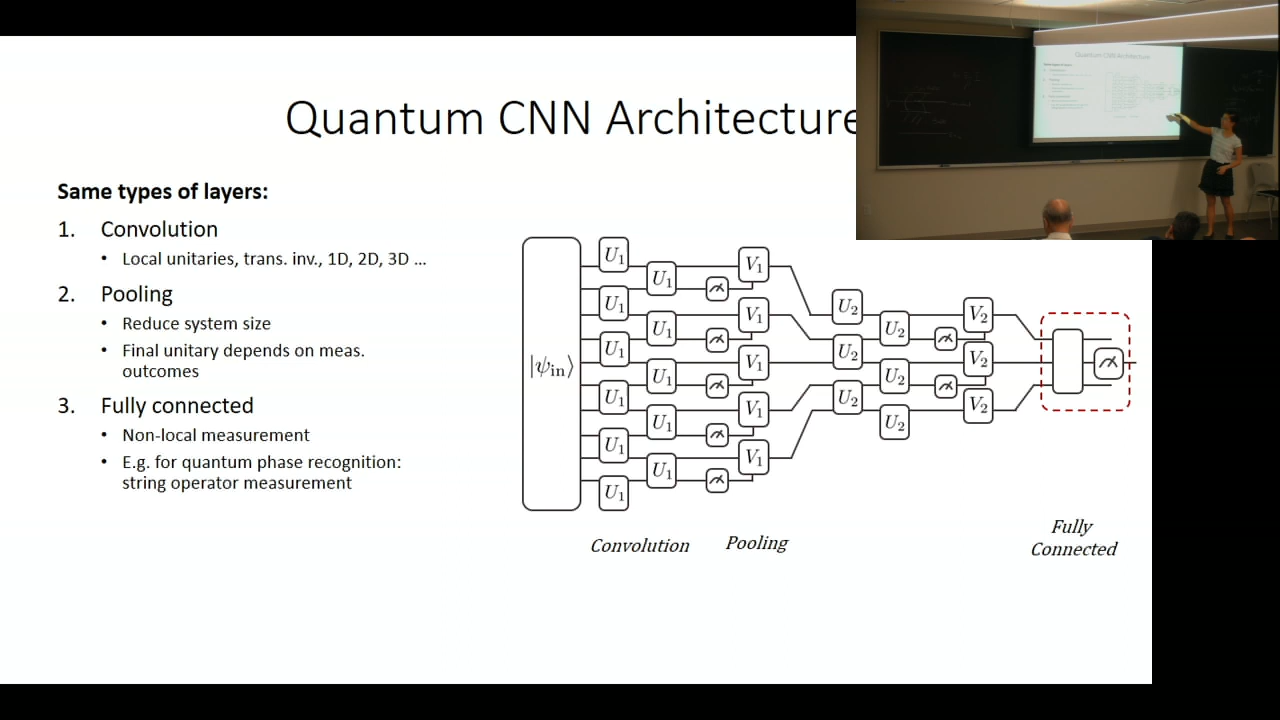 Quantum CNN Architecture
Same types of layers:
1. Convolution
• Local unitaries, trans. inv., 1D, 2D, 3D ...
2. Pooling
• Reduce system size
• Final unitary depends on meas.
outcomes
3. Fully connected
• Non-local measurement
• E.g. for quantum phase recognition:
string operator measurement
|ψin⟩
U1
U1
U1
U1
U1
U1
U1
U1
U1
U1
U1
V1
V1
V1
V1
V1
U2
U2
U2
U2
U2
U2
V2
V2
V2
Convolution
Pooling
Fully
Connected
Quantum CNN Architecture